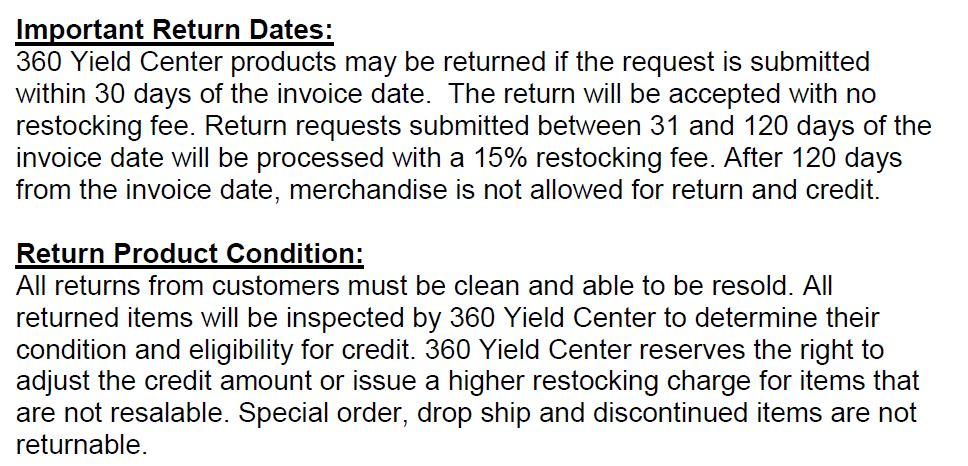 Important Return Dates:
360 Yield Center products may be returned if the request is submitted
within 30 days of the invoice date.  The return will be accepted with no
restocking fee. Return requests submitted between 31 and 120 days of the
invoice date will be processed with a 15% restocking fee. After 120 days
from the invoice date, merchandise is not allowed for return and credit.
Return Product Condition:
All returns from customers must be clean and able to be resold. All
returned items will be inspected by 360 Yield Center to determine their
condition and eligibility for credit. 360 Yield Center reserves the right to
adjust the credit amount or issue a higher restocking charge for items that
are not resalable. Special order, drop ship and discontinued items are not
returnable.